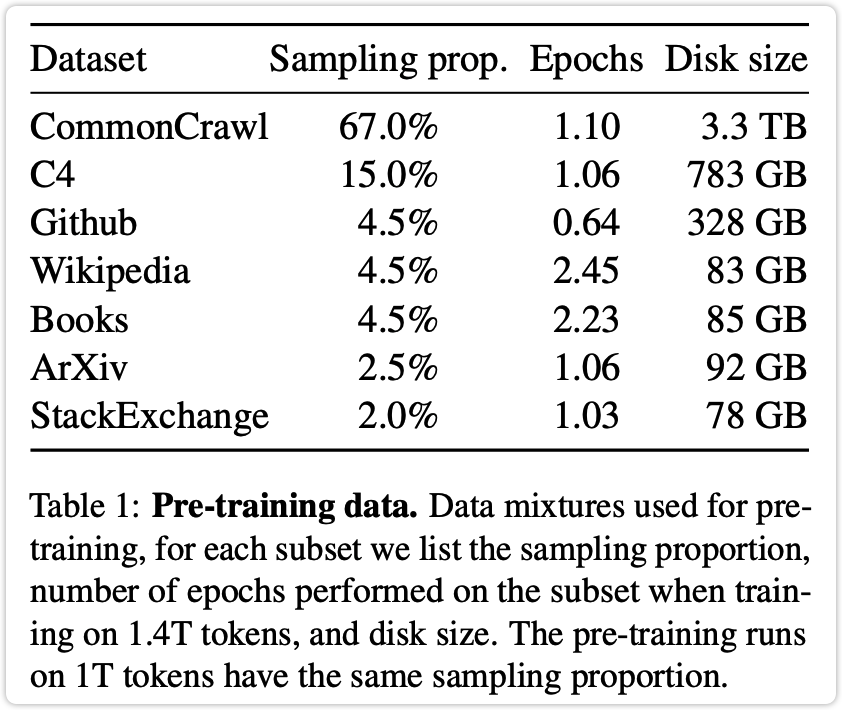 Dataset Sampling prop. Epochs Disk size
CommonCrawl 67.0% 1.10 3.3 TB
C4 15.0% 1.06 783 GB
Github 4.5% 0.64 328 GB
Wikipedia 4.5% 2.45 83 GB
Books 4.5% 2.23 85 GB
ArXiv 2.5% 1.06 92 GB
StackExchange 2.0% 1.03 78 GB
Table 1: Pre-training data. Data mixtures used for pre-
training, for each subset we list the sampling proportion,
number of epochs performed on the subset when train-
ing on 1.4T tokens, and disk size. The pre-training runs
on 1T tokens have the same sampling proportion.